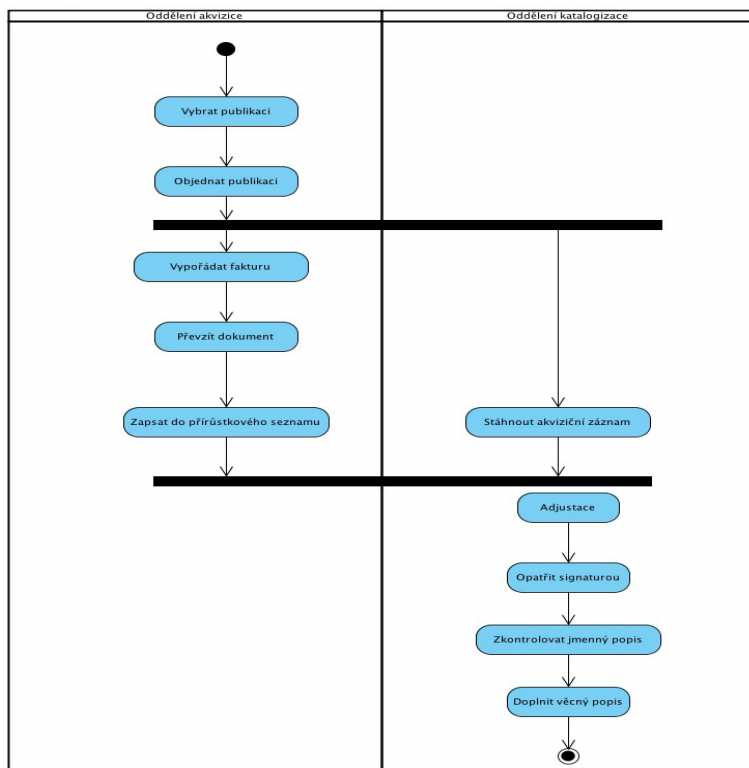 Oddělení akvizice
Oddělení katalogizace
Vybrat publikaci
Objednat publikaci
Vypořádat fakturu
Převzít dokument
Zapsat do přírůstkového seznamu
Stáhnout akviziční záznam
Adjustace
Opatřit signaturou
Zkontrolovat jmenný popis
Doplnit věcný popis